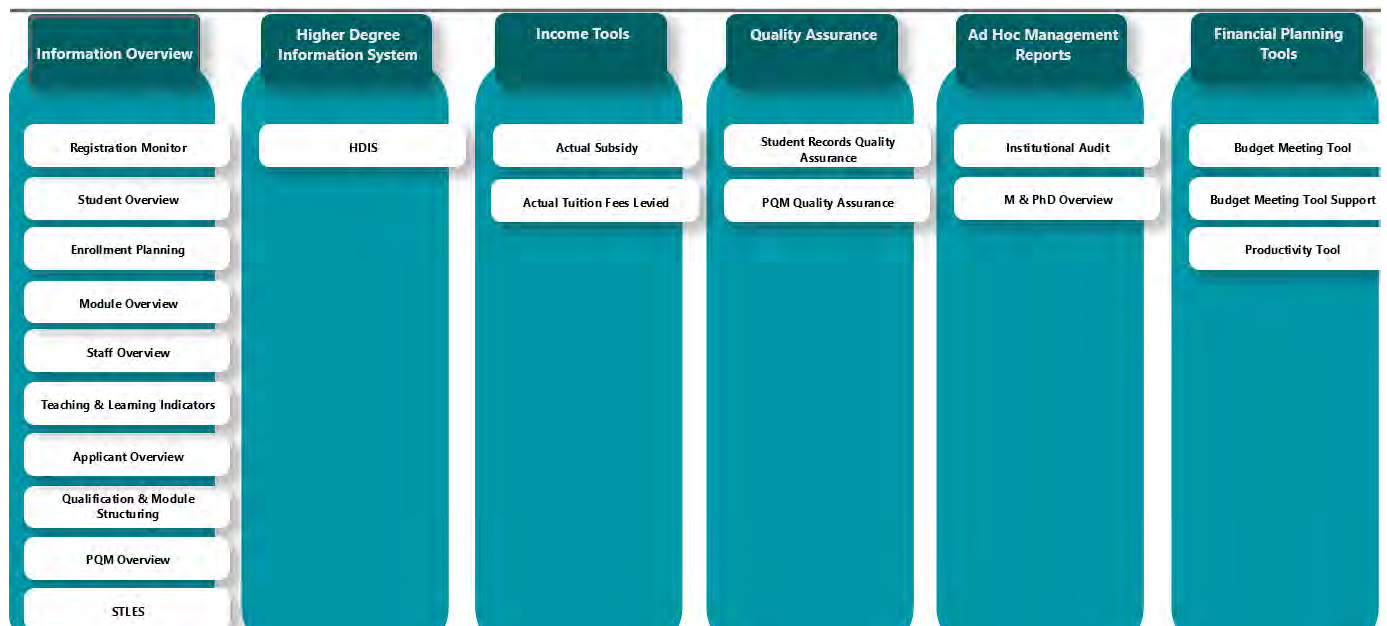 Information Overview
Registration Monitor
Student Overview
Enrollment Planning
Module Overview
Staff Overview
Teaching & Learning Indicators
Applicant Overview
Qualification & Module
Structuring
PQM Overview
STLES
Higher Degree
Information System
HDIS
Income Tools
Actual Subsidy
Actual Tuition Fees Levied
Quality Assurance
Student Records Quality
Assurance
PQM Quality Assurance
Ad Hoc Management
Reports
Institutional Audit
M & PhD Overview
Financial Planning
Tools
Budget Meeting Tool
Budget Meeting Tool Support
Productivity Tool